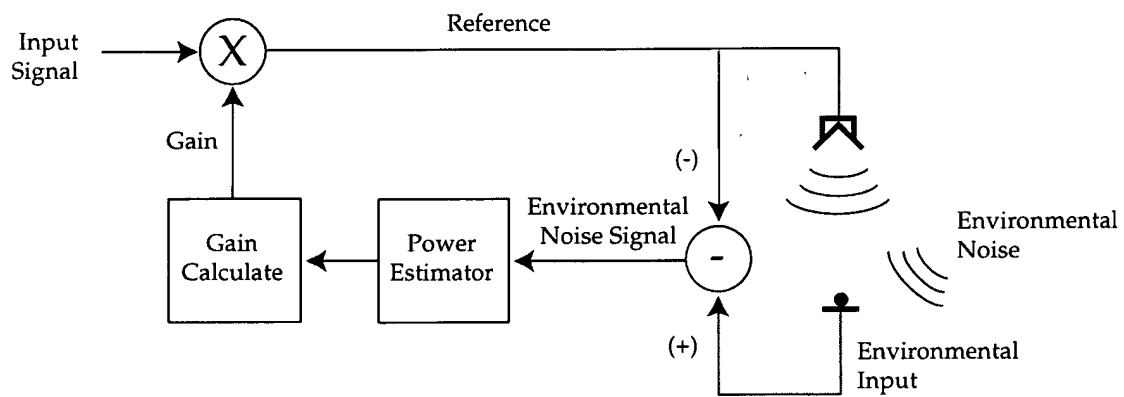 Reference
Input
Signal
X
Gain
(-)
Environmental
Noise Signal
Environmental
Noise
Gain
Calculate
Power
Estimator
-
(+)
Environmental
Input